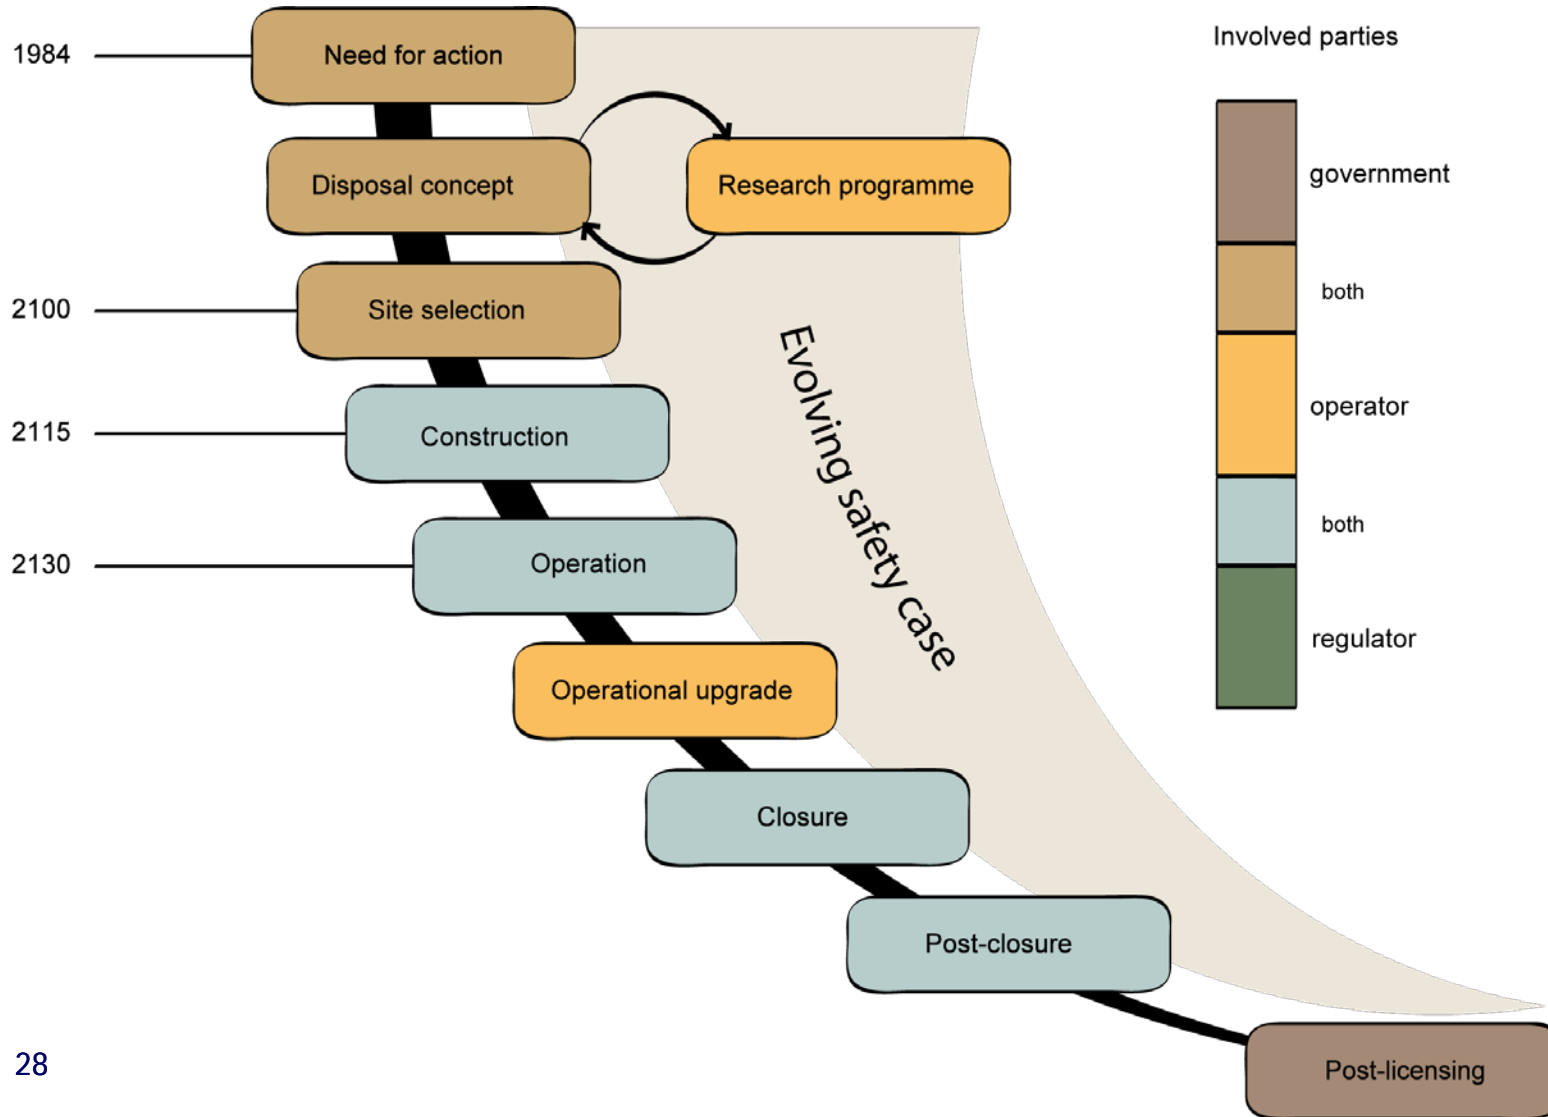 1984
Need for action
Involved parties
government
Disposal concept
Research programme
both
2100
Site selection
operator
2115
Construction
both
2130
Operation
Evolving safety case
regulator
Operational upgrade
Closure
Post-closure
Post-licensing
28